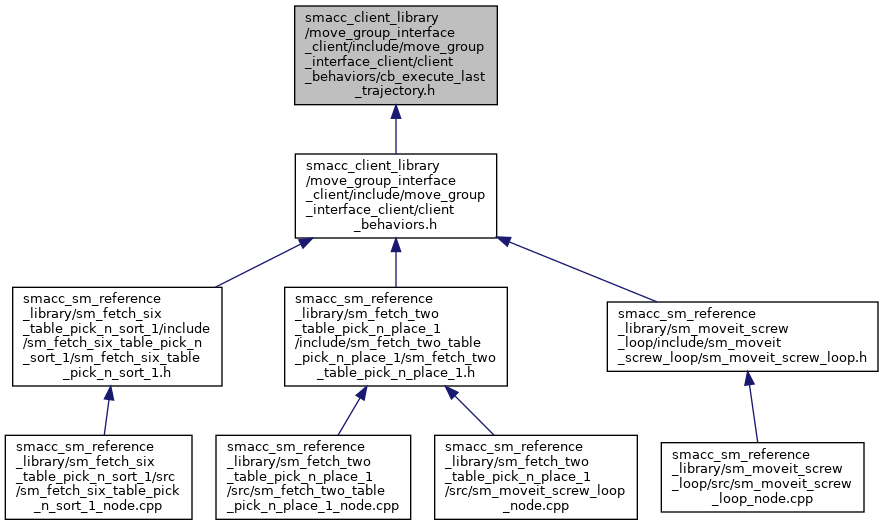 smacc_client_library
/move_group_interface
_client/include/move_group
_interface_client/client
_behaviors/cb_execute_last
_trajectory.h
smacc_client_library
/move_group_interface
_client/include/move_group
_interface_client/client
_behaviors.h
smacc_sm_reference
_library/sm_fetch_six
_table_pick_n_sort_1/include
/sm_fetch_six_table_pick_n
_sort_1/sm_fetch_six_table
_pick_n_sort_1.h
smacc_sm_reference
_library/sm_fetch_two
_table_pick_n_place_1
/include/sm_fetch_two_table
_pick_n_place_1/sm_fetch_two
_table_pick_n_place_1.h
smacc_sm_reference
_library/sm_moveit_screw
_loop/include/sm_moveit
_screw_loop/sm_moveit_screw_loop.h
smacc_sm_reference
_library/sm_fetch_six
_table_pick_n_sort_1/src
/sm_fetch_six_table_pick
_n_sort_1_node.cpp
smacc_sm_reference
_library/sm_fetch_two
_table_pick_n_place_1
/src/sm_fetch_two_table
_pick_n_place_1_node.cpp
smacc_sm_reference
_library/sm_fetch_two
_table_pick_n_place_1
/src/sm_moveit_screw_loop
_node.cpp
smacc_sm_reference
_library/sm_moveit_screw
_loop/src/sm_moveit_screw
_loop_node.cpp